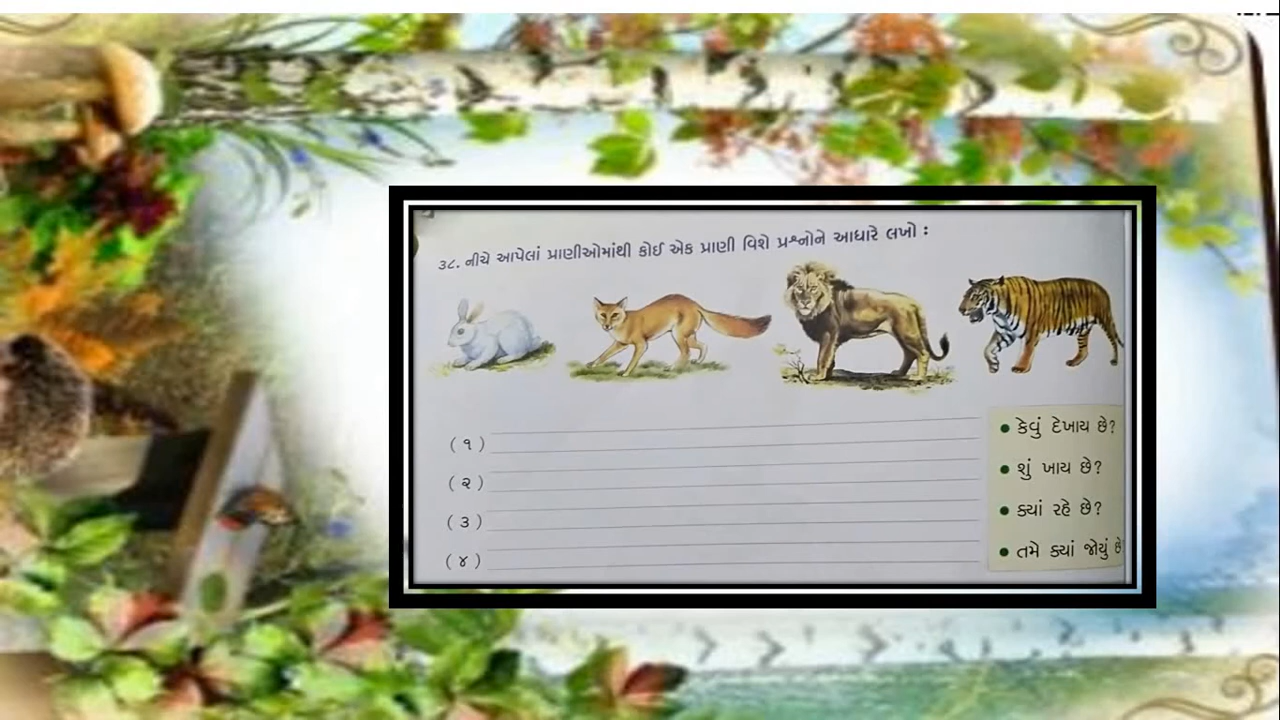 ૩૮. નીચે આપેલાં પ્રાણીઓમાંથી કોઈ એક પ્રાણી વિશે પ્રશ્નોને આધારે લખો :
(૧)
(૨)
(૩)
(૪)
• કેવું દેખાય છે?
• શું ખાય છે?
• ક્યાં રહે છે?
• તમે ક્યાં જોયું છે